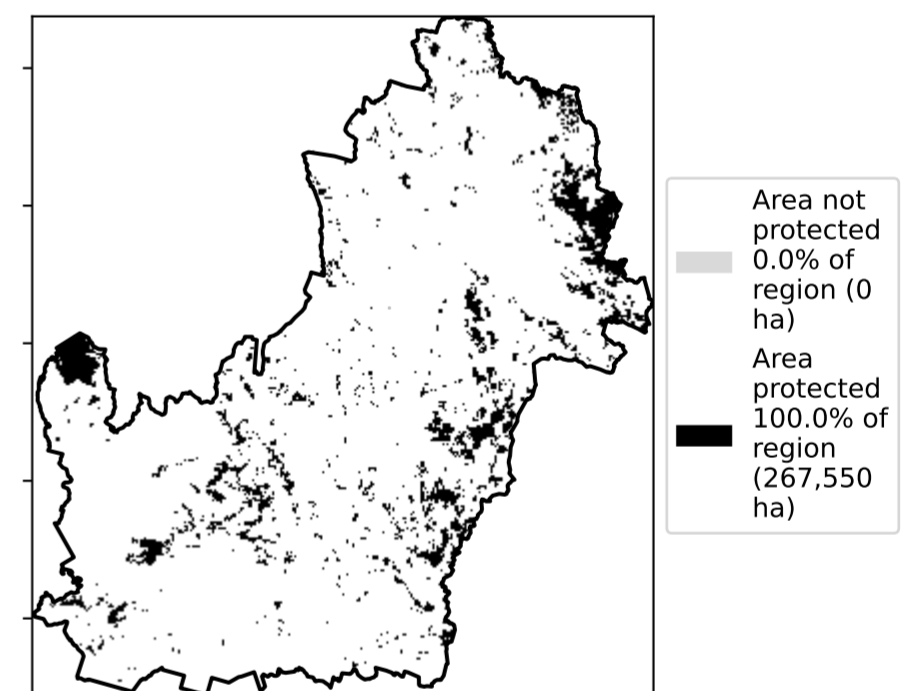 Area not
protected
0.0% of
region (0
ha)
Area
protected
100.0% of
region
(267,550
ha)